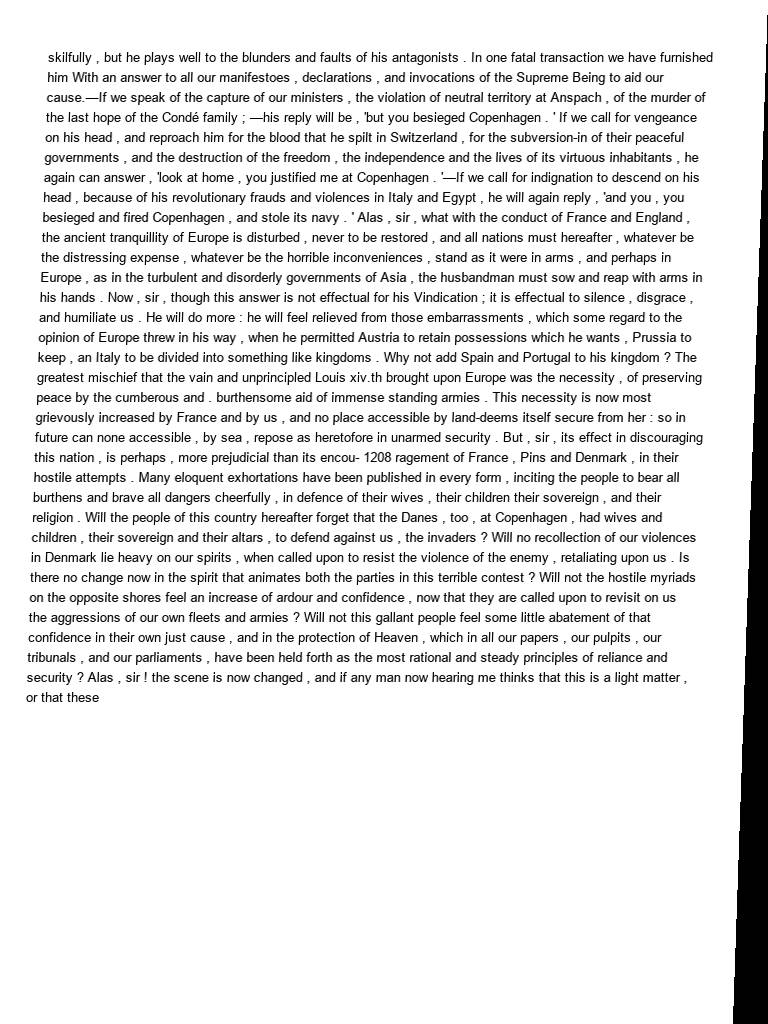 skilfully , but he plays well to the blunders and faults of his antagonists . In one fatal transaction we have furnished
him With an answer to all our manifestoes , declarations , and invocations of the Supreme Being to aid our
cause.—If we speak of the capture of our ministers , the violation of neutral territory at Anspach , of the murder of
the last hope of the Condé family ; —his reply will be , 'but you besieged Copenhagen . ' If we call for vengeance
on his head , and reproach him for the blood that he spilt in Switzerland , for the subversion-in of their peaceful
governments , and the destruction of the freedom , the independence and the lives of its virtuous inhabitants , he
again can answer , 'look at home , you justified me at Copenhagen . '—If we call for indignation to descend on his
head , because of his revolutionary frauds and violences in Italy and Egypt , he will again reply , 'and you , you
besieged and fired Copenhagen , and stole its navy . ' Alas , sir , what with the conduct of France and England ,
the ancient tranquillity of Europe is disturbed , never to be restored , and all nations must hereafter , whatever be
the distressing expense , whatever be the horrible inconveniences , stand as it were in arms , and perhaps in
Europe , as in the turbulent and disorderly governments of Asia , the husbandman must sow and reap with arms in
his hands . Now , sir , though this answer is not effectual for his Vindication ; it is effectual to silence , disgrace ,
and humiliate us . He will do more : he will feel relieved from those embarrassments , which some regard to the
opinion of Europe threw in his way , when he permitted Austria to retain possessions which he wants , Prussia to
keep , an Italy to be divided into something like kingdoms . Why not add Spain and Portugal to his kingdom ? The
greatest mischief that the vain and unprincipled Louis xiv.th brought upon Europe was the necessity , of preserving
peace by the cumberous and . burthensome aid of immense standing armies . This necessity is now most
grievously increased by France and by us , and no place accessible by land-deems itself secure from her : so in
future can none accessible , by sea , repose as heretofore in unarmed security . But , sir , its effect in discouraging
this nation , is perhaps , more prejudicial than its encou- 1208 ragement of France , Pins and Denmark , in their
hostile attempts . Many eloquent exhortations have been published in every form , inciting the people to bear all
burthens and brave all dangers cheerfully , in defence of their wives , their children their sovereign , and their
religion . Will the people of this country hereafter forget that the Danes , too , at Copenhagen , had wives and
children , their sovereign and their altars , to defend against us , the invaders ? Will no recollection of our violences
in Denmark lie heavy on our spirits , when called upon to resist the violence of the enemy , retaliating upon us . Is
there no change now in the spirit that animates both the parties in this terrible contest ? Will not the hostile myriads
on the opposite shores feel an increase of ardour and confidence , now that they are called upon to revisit on us
the aggressions of our own fleets and armies ? Will not this gallant people feel some little abatement of that
confidence in their own just cause , and in the protection of Heaven , which in all our papers , our pulpits , our
tribunals , and our parliaments , have been held forth as the most rational and steady principles of reliance and
security ? Alas , sir ! the scene is now changed , and if any man now hearing me thinks that this is a light matter ,
or that these